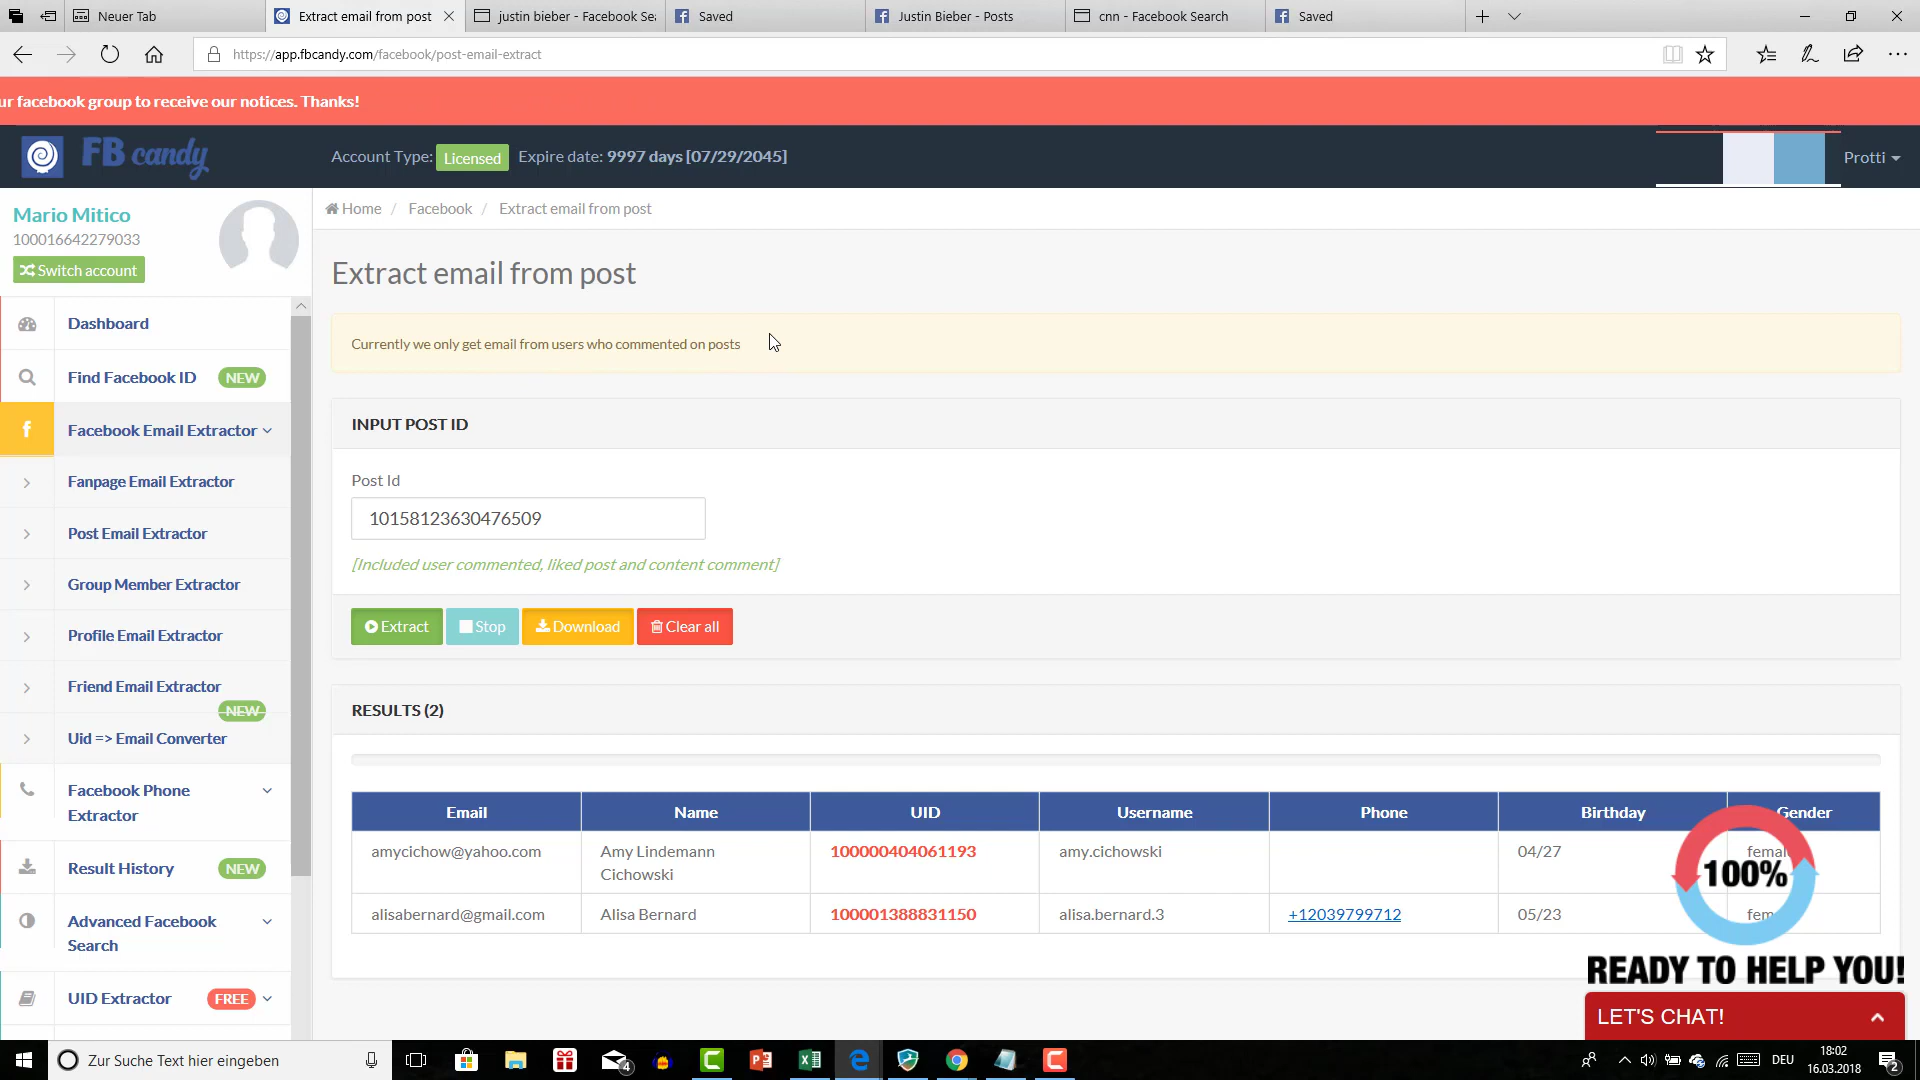 Neuer Tab
Extract email from post
justin bieber - Facebook Se
Saved
Justin Bieber - Posts
cnn - Facebook Search
Saved
https://app.fbcandy.com/facebook/post-email-extract
ur facebook group to receive our notices. Thanks!
FB candy
Account Type: Licensed Expire date: 9997 days [07/29/2045]
Protti
Mario Mitico
100016642279033
Switch account
Home / Facebook / Extract email from post
Extract email from post
Currently we only get email from users who commented on posts
Dashboard
Find Facebook ID NEW
Facebook Email Extractor
Fanpage Email Extractor
Post Email Extractor
Group Member Extractor
Profile Email Extractor
Friend Email Extractor
NEW
Uid => Email Converter
Facebook Phone
Extractor
Result History NEW
Advanced Facebook
Search
UID Extractor FREE
INPUT POST ID
Post Id
10158123630476509
[Included user commented, liked post and content comment]
Extract Stop Download Clear all
RESULTS (2)
Email Name UID Username Phone Birthday Gender
amycichow@yahoo.com Amy Lindemann 100000404061193 amy.cichowski 04/27 femal
Cichowski
alisabernard@gmail.com Alisa Bernard 100001388831150 alisa.bernard.3 +12039799712 05/23 fem
100%
READY TO HELP YOU!
LET'S CHAT!
Zur Suche Text hier eingeben
4
DEU
18:02
16.03.2018
2